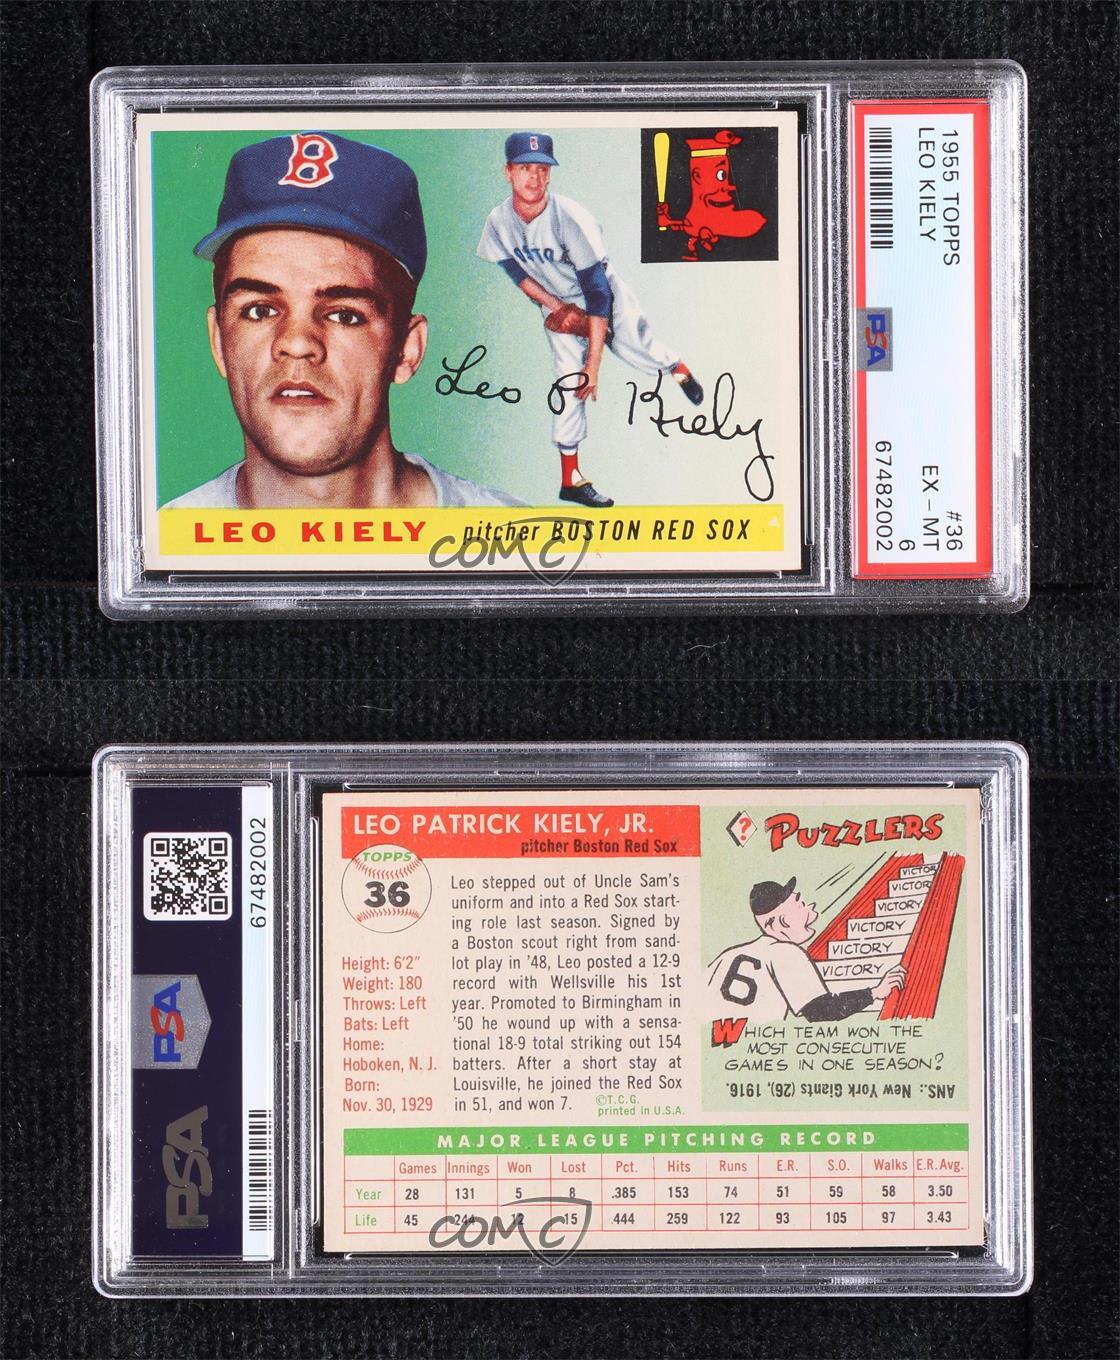 B
BOSTON
Leo P Kiely
LEO KIELY pitcher BOSTON RED SOX
COMC
1955 TOPPS #36
LEO KIELY EX - MT
6
PSA 67482002
67482002
PSA
PSA
LEO PATRICK KIELY, JR.
pitcher Boston Red Sox
TOPPS
36
Height: 6'2"
Weight: 180
Throws: Left
Bats: Left
Home:
Hoboken, N. J.
Born:
Nov. 30, 1929
Leo stepped out of Uncle Sam's
uniform and into a Red Sox start-
ing role last season. Signed by
a Boston scout right from sand-
lot play in '48, Leo posted a 12-9
record with Wellsville his 1st
year. Promoted to Birmingham in
'50 he wound up with a sensa-
tional 18-9 total striking out 154
batters. After a short stay at
Louisville, he joined the Red Sox
in 51, and won 7. ©T.C.G.
printed in U.S.A.
? PUZZLERS
VICTOR
VICTOR
VICTORY
VICTORY
VICTORY
VICTORY
6
WHICH TEAM WON THE
MOST CONSECUTIVE
GAMES IN ONE SEASON?
ANS.: New York Giants (26), 1916.
MAJOR LEAGUE PITCHING RECORD
Games Innings Won Lost Pct. Hits Runs E.R. S.O. Walks E.R.Avg.
Year 28 131 5 8 .385 153 74 51 59 58 3.50
Life 45 244 12 15 .444 259 122 93 105 97 3.43
COMC